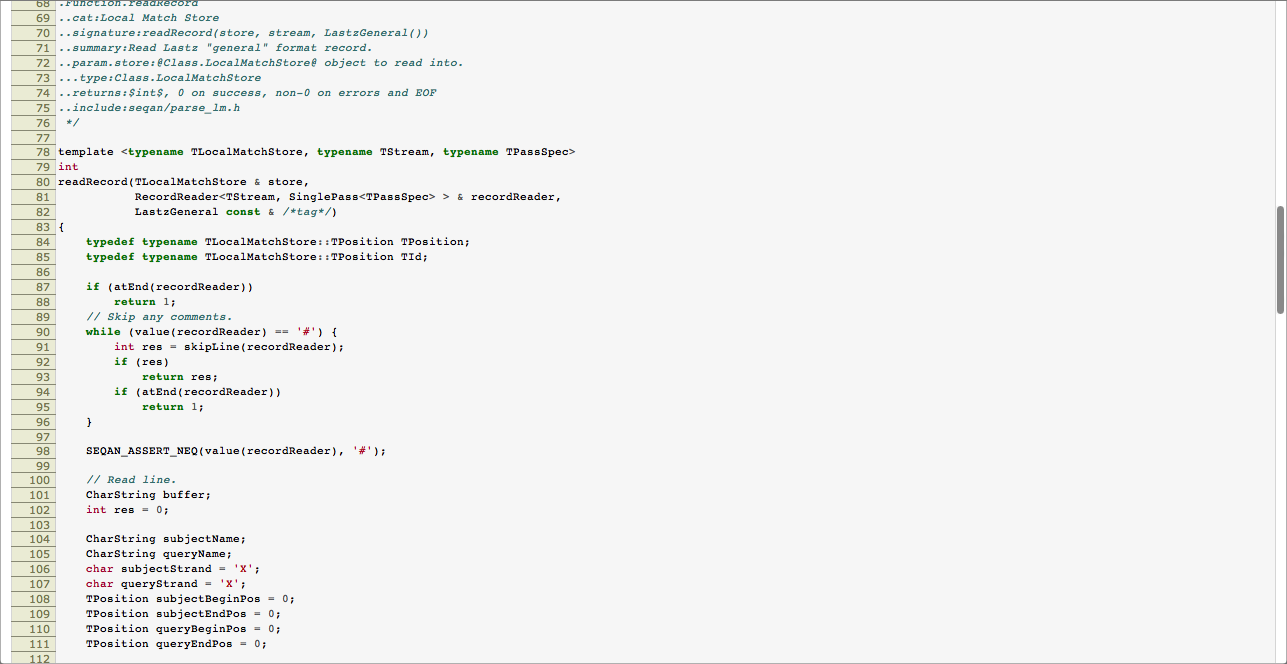 68 .Function.readRecord
69 ..cat:Local Match Store
70 ..signature:readRecord(store, stream, LastzGeneral())
71 ..summary:Read Lastz "general" format record.
72 ..param.store:@Class.LocalMatchStore@ object to read into.
73 ...type:Class.LocalMatchStore
74 ..returns:$int$, 0 on success, non-0 on errors and EOF
75 ..include:seqan/parse_lm.h
76  */
77
78 template <typename TLocalMatchStore, typename TStream, typename TPassSpec>
79 int
80 readRecord(TLocalMatchStore & store,
81            RecordReader<TStream, SinglePass<TPassSpec> > & recordReader,
82            LastzGeneral const & /*tag*/)
83 {
84     typedef typename TLocalMatchStore::TPosition TPosition;
85     typedef typename TLocalMatchStore::TPosition TId;
86
87     if (atEnd(recordReader))
88         return 1;
89     // Skip any comments.
90     while (value(recordReader) == '#') {
91         int res = skipLine(recordReader);
92         if (res)
93             return res;
94         if (atEnd(recordReader))
95             return 1;
96     }
97
98     SEQAN_ASSERT_NEQ(value(recordReader), '#');
99
100     // Read line.
101     CharString buffer;
102     int res = 0;
103
104     CharString subjectName;
105     CharString queryName;
106     char subjectStrand = 'X';
107     char queryStrand = 'X';
108     TPosition subjectBeginPos = 0;
109     TPosition subjectEndPos = 0;
110     TPosition queryBeginPos = 0;
111     TPosition queryEndPos = 0;
112